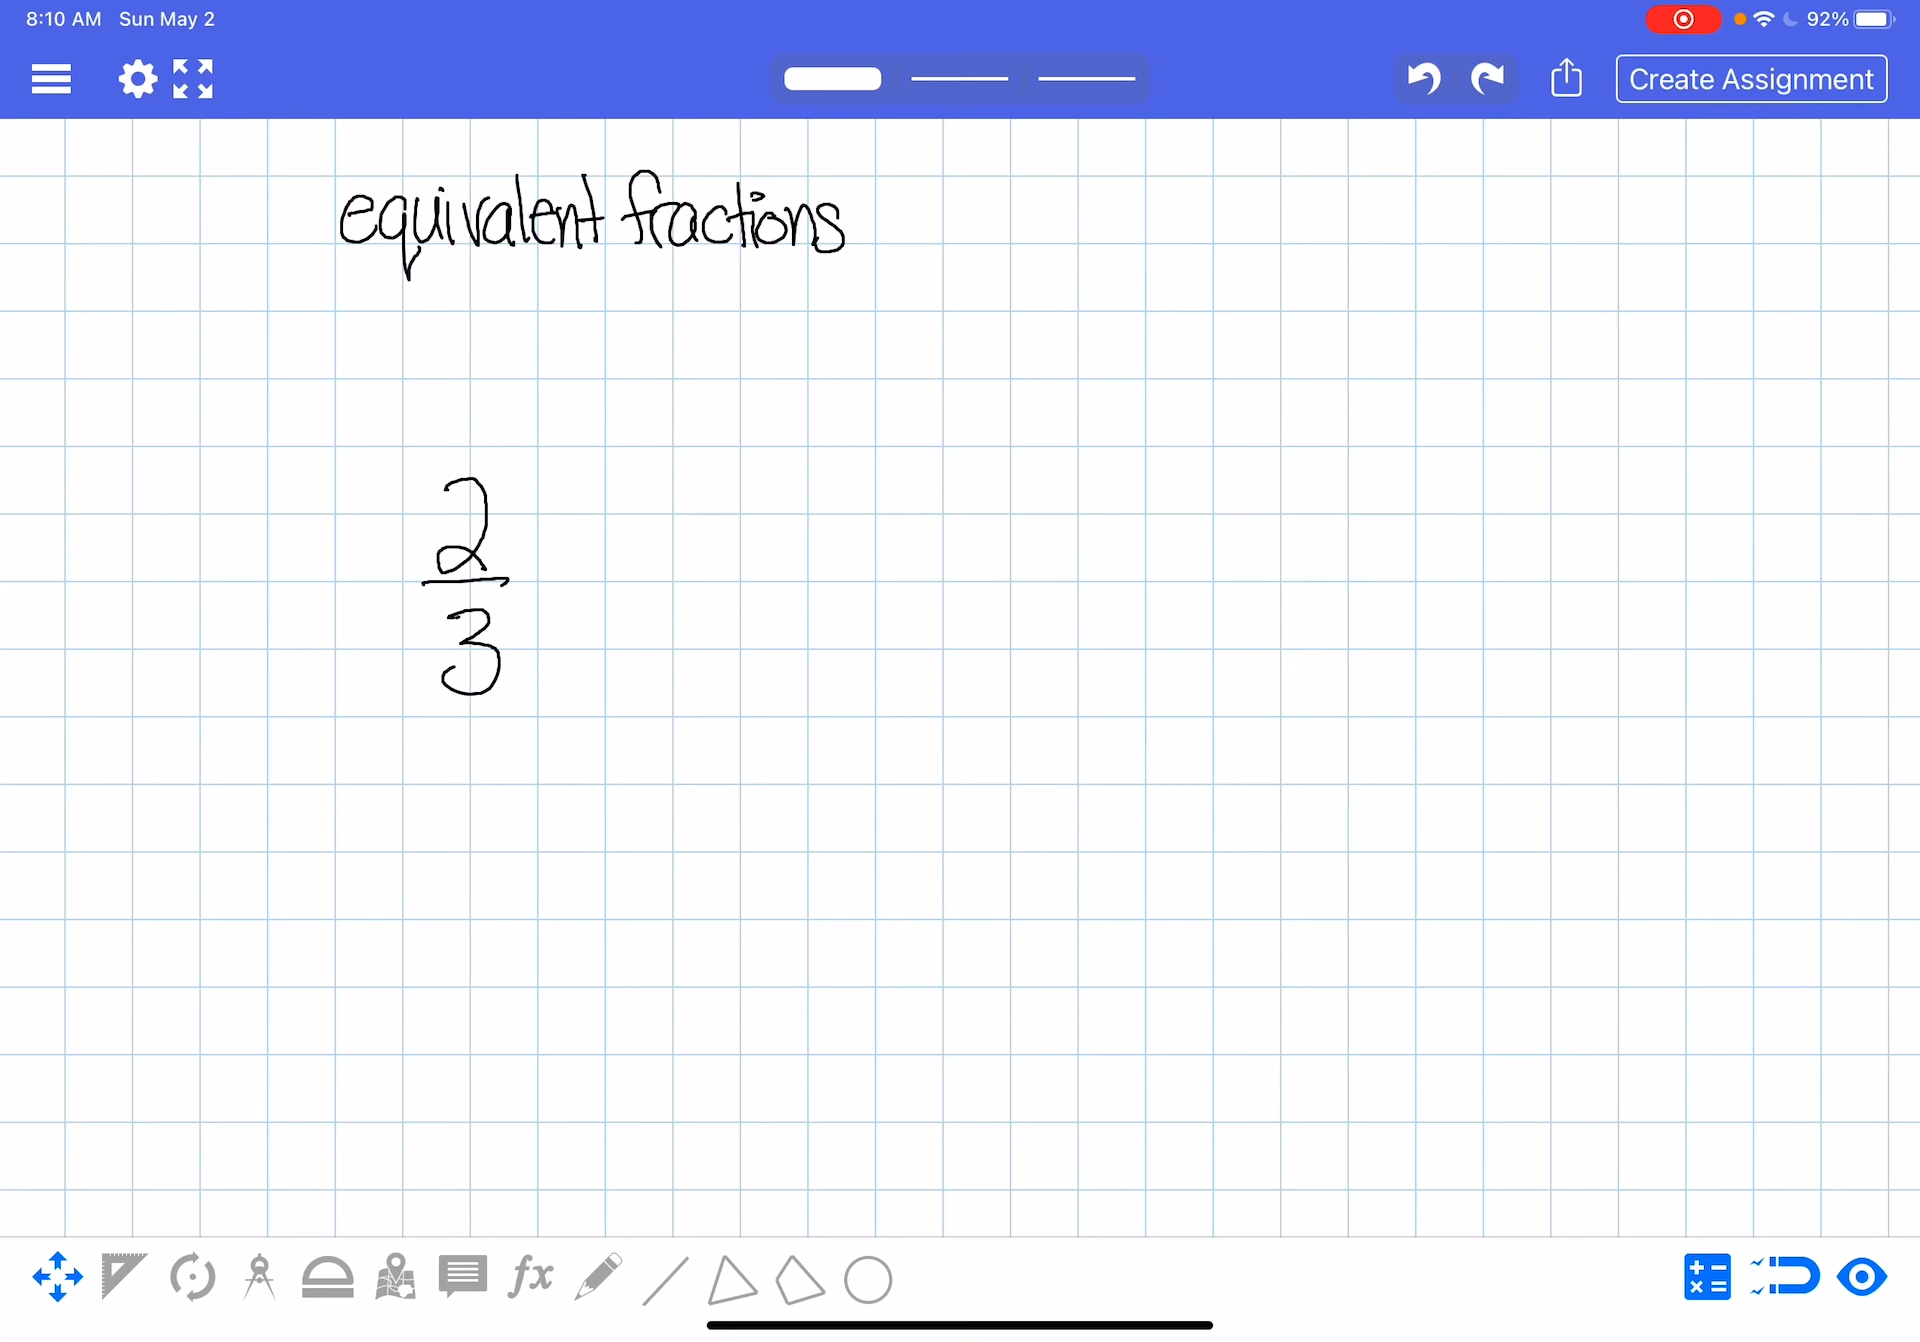 8:10 AM Sun May 2 92%
Create Assignment
equivalent fractions
2
3
fx